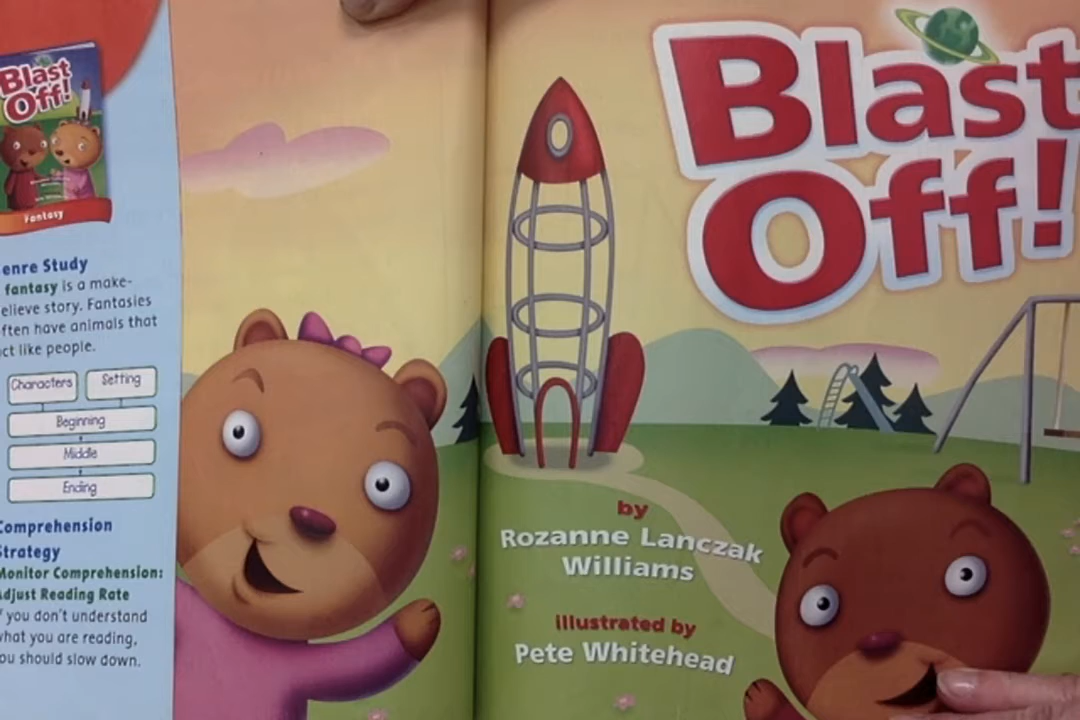 Blast
Off!
Fantasy
enre Study
fantasy is a make-
elieve story. Fantasies
ften have animals that
ct like people.
Characters Setting
Beginning
Middle
Ending
Comprehension
Strategy
Monitor Comprehension:
Adjust Reading Rate
f you don't understand
what you are reading,
ou should slow down.
Blast
Off!
by
Rozanne Lanczak
Williams
illustrated by
Pete Whitehead